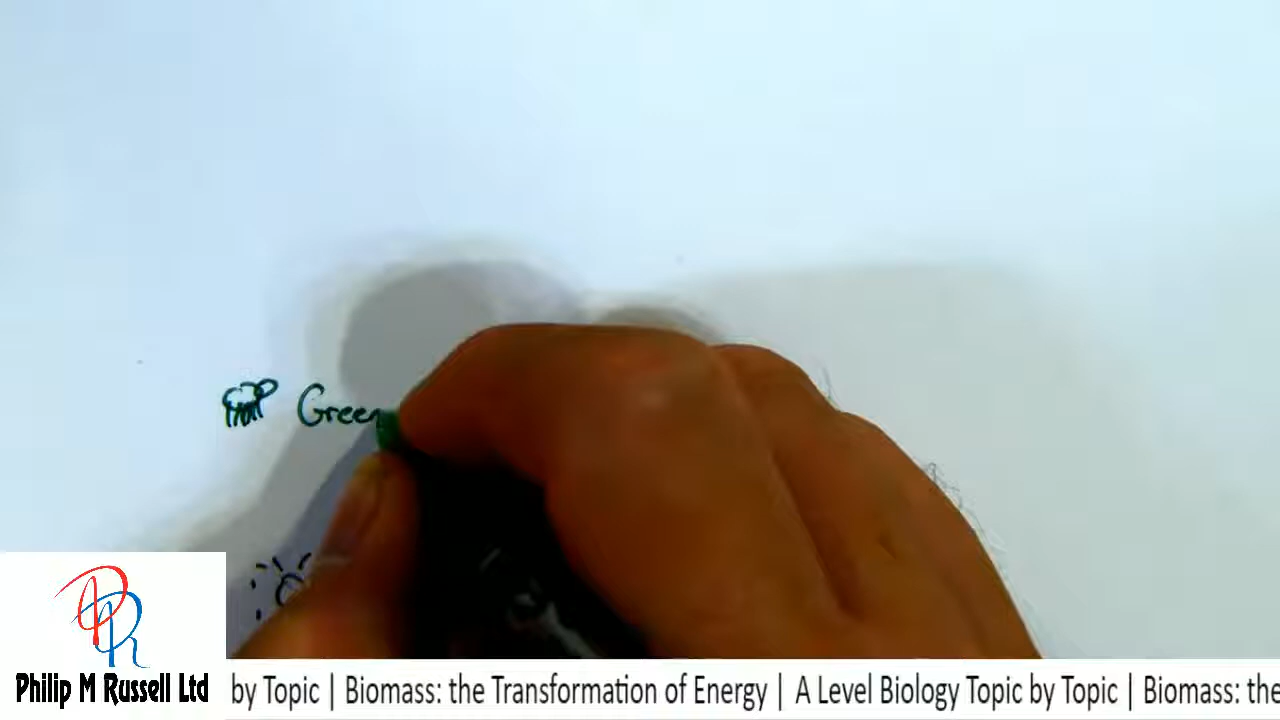 Green
Philip M Russell Ltd
by Topic | Biomass: the Transformation of Energy | A Level Biology Topic by Topic | Biomass: the